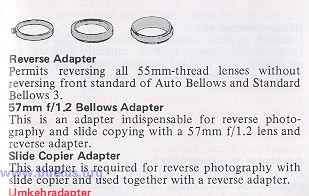 Reverse Adapter
Permits reversing all 55mm-thread lenses without
reversing front standard of Auto Bellows and Standard
Bellows 3.
57mm f/1,2 Bellows Adapter
This is an adapter indispensable for reverse photo-
graphy and slide copying with a 57mm f/1.2 lens and
reverse adapter.
Slide Copier Adapter
This adapter is required for reverse photography with
slide copier and used together with a reverse adapter.
Umkehradapter